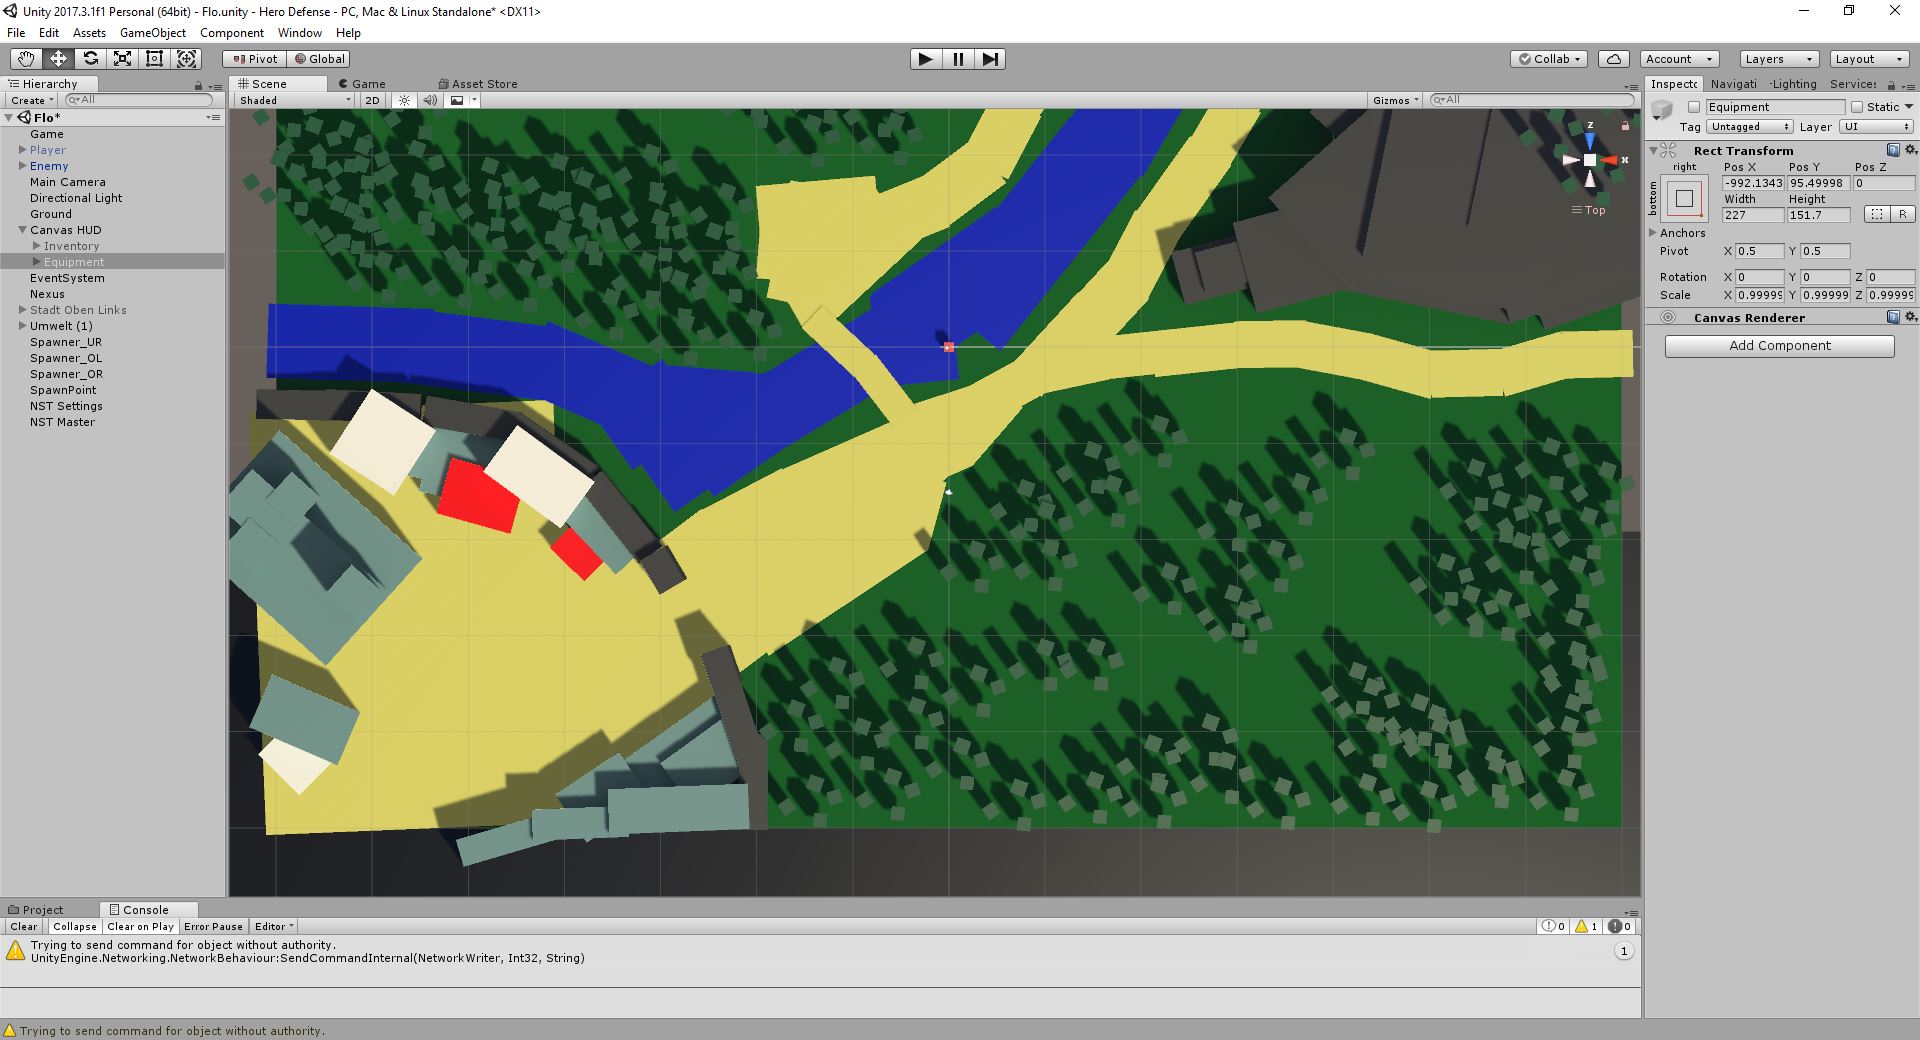 Unity 2017.3.1f1 Personal (64bit) - Flo.unity - Hero Defense - PC, Mac & Linux Standalone* <DX11>
File Edit Assets GameObject Component Window Help
Pivot Global Collab Account Layers Layout
Hierarchy
Create All
Flo*
Game
Player
Enemy
Main Camera
Directional Light
Ground
Canvas HUD
Inventory
Equipment
EventSystem
Nexus
Stadt Oben Links
Umwelt (1)
Spawner_UR
Spawner_OL
Spawner_OR
SpawnPoint
NST Settings
NST Master
Scene Game Asset Store
Shaded 2D Gizmos All
z
x
Top
Inspect Navigati Lighting Services
Equipment Static
Tag Untagged Layer UI
Rect Transform
right Pos X Pos Y Pos Z
bottom
-992.1343 95.49998 0
Width Height
227 151.7 R
Anchors
Pivot X 0.5 Y 0.5
Rotation X 0 Y 0 Z 0
Scale X 0.99999 Y 0.99999 Z 0.99999
Canvas Renderer
Add Component
Project Console
Clear Collapse Clear on Play Error Pause Editor 0 1 0
Trying to send command for object without authority.
UnityEngine.Networking.NetworkBehaviour:SendCommandInternal(NetworkWriter, Int32, String)
1
Trying to send command for object without authority.